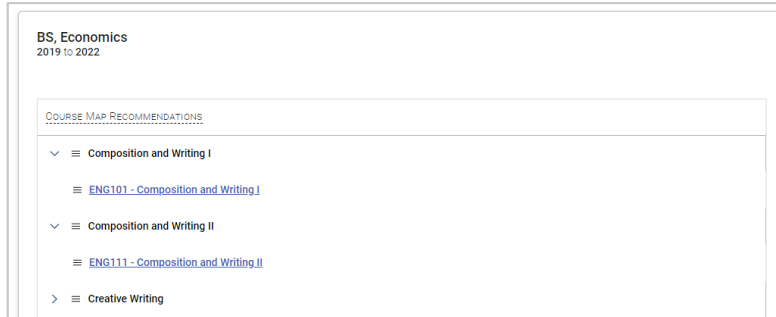 BS, Economics
2019 to 2022
Course Map Recommendations
Composition and Writing I
ENG101 - Composition and Writing I
Composition and Writing II
ENG111 - Composition and Writing II
Creative Writing